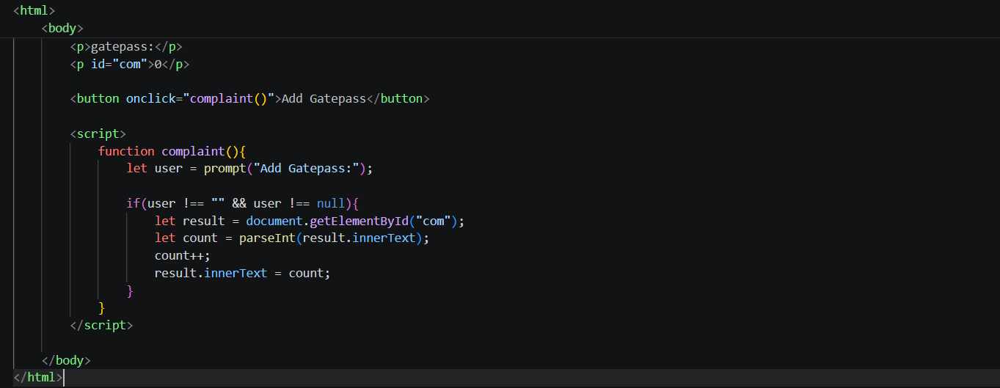 <html>
<body>
<p>gatepass:</p>
<p id="com">0</p>
<button onclick="complaint()">Add Gatepass</button>
<script>
function complaint(){
let user = prompt("Add Gatepass:");
if(user !== "" && user !== null){
let result = document.getElementById("com");
let count = parseInt(result.innerText);
count++;
result.innerText = count;
}
}
</script>
</body>
</html>